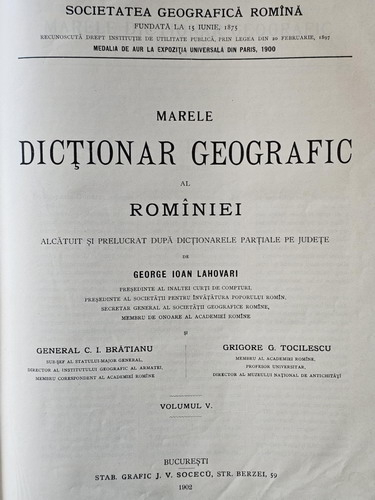 SOCIETATEA GEOGRAFICĂ ROMÎNĂ
FUNDATĂ LA 15 IUNIE, 1875
RECUNOSCUTĂ DREPT INSTITUȚIE DE UTILITATE PUBLICĂ, PRIN LEGEA DIN 20 FEBRUARIE, 1897
MEDALIA DE AUR LA EXPOZIȚIA UNIVERSALĂ DIN PARIS, 1900
MARELE
DICȚIONAR GEOGRAFIC
AL
ROMÎNIEI
ALCĂTUIT ȘI PRELUCRAT DUPĂ DICȚIONARELE PARȚIALE PE JUDEȚE
DE
GEORGE IOAN LAHOVARI
PREȘEDINTE AL INALTEI CURȚI DE COMPTURI,
PREȘEDINTE AL SOCIETĂȚII PENTRU ÎNVĂȚĂTURA POPORULUI ROMÎN,
SECRETAR GENERAL AL SOCIETĂȚII GEOGRAFICE ROMÎNE,
MEMBRU DE ONOARE AL ACADEMIEI ROMÎNE
ȘI
GENERAL C. I. BRĂTIANU
SUB-ȘEF AL STATULUI-MAJOR GENERAL,
DIRECTOR AL INSTITUTULUI GEOGRAFIC AL ARMATEI,
MEMBRU CORESPONDENT AL ACADEMIEI ROMÎNE
GRIGORE G. TOCILESCU
MEMBRU AL ACADEMIEI ROMÎNE,
PROFESOR UNIVERSITAR,
DIRECTOR AL MUZEULUI NAȚIONAL DE ANTICHITĂȚI
VOLUMUL V.
BUCUREȘTI
STAB. GRAFIC J. V. SOCECŬ, STR. BERZEI, 59
1902